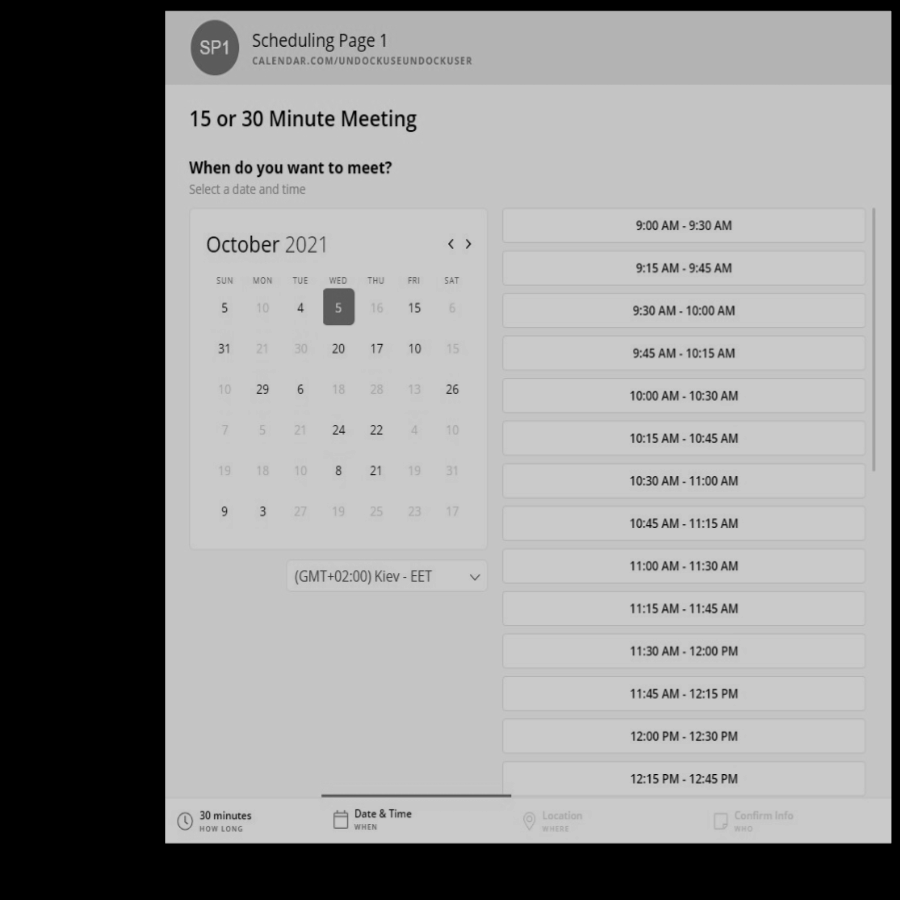 SP1
Scheduling Page 1
CALENDAR.COM/UNDOCKUSEUNDOCKUSER
15 or 30 Minute Meeting
When do you want to meet?
Select a date and time
October 2021
SUN MON TUE WED THU FRI SAT
5 10 4 5 16 15 6
31 21 30 20 17 10 15
10 29 6 18 28 13 26
7 5 21 24 22 4 10
19 18 10 8 21 19 31
9 3 27 19 25 23 17
(GMT+02:00) Kiev - EET
9:00 AM - 9:30 AM
9:15 AM - 9:45 AM
9:30 AM - 10:00 AM
9:45 AM - 10:15 AM
10:00 AM - 10:30 AM
10:15 AM - 10:45 AM
10:30 AM - 11:00 AM
10:45 AM - 11:15 AM
11:00 AM - 11:30 AM
11:15 AM - 11:45 AM
11:30 AM - 12:00 PM
11:45 AM - 12:15 PM
12:00 PM - 12:30 PM
12:15 PM - 12:45 PM
30 minutes
HOW LONG
Date & Time
WHEN
Location
WHERE
Confirm Info
WHO